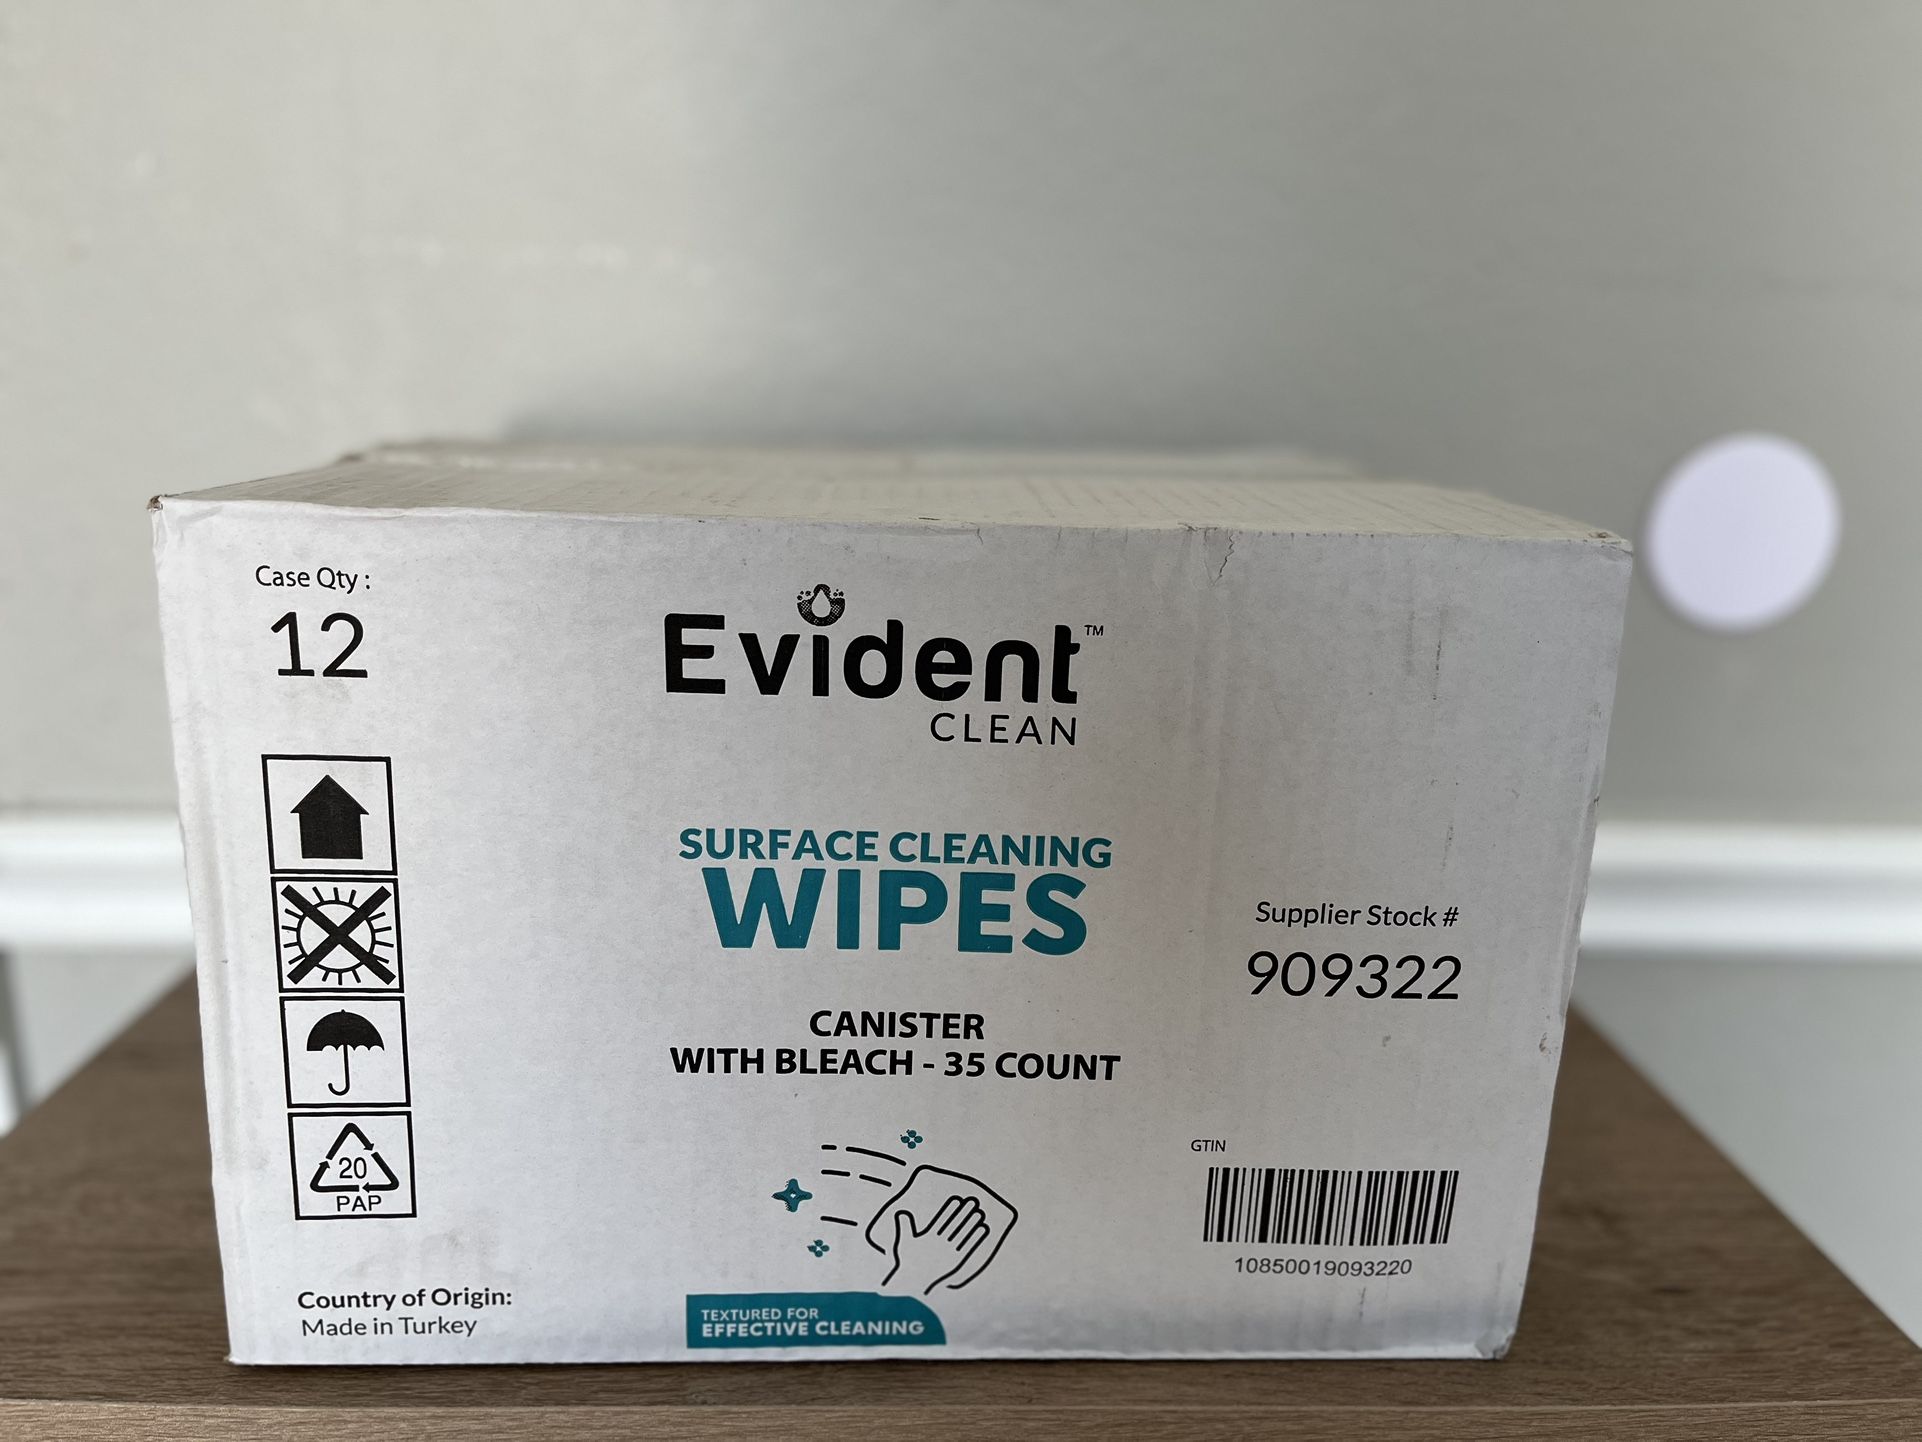 Case Qty :
12
Evident™
CLEAN
SURFACE CLEANING
WIPES
CANISTER
WITH BLEACH - 35 COUNT
Supplier Stock #
909322
20
PAP
GTIN
10850019093220
Country of Origin:
Made in Turkey
TEXTURED FOR
EFFECTIVE CLEANING